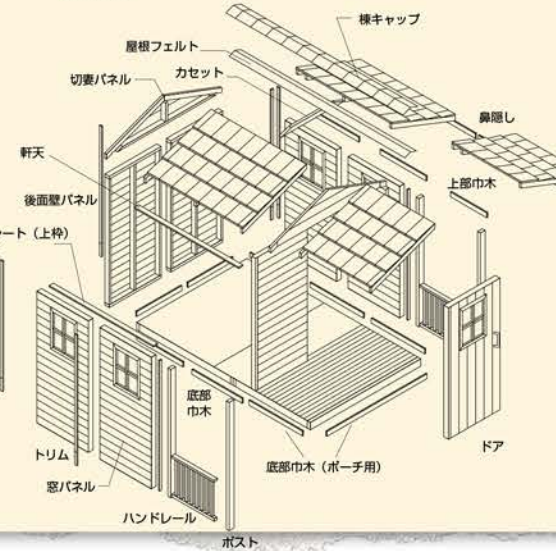 棟キャップ
屋根フェルト
カセット
切妻パネル
鼻隠し
軒天
上部巾木
後面壁パネル
ート（上枠）
底部
巾木
トリム
ドア
底部巾木（ポーチ用）
窓パネル
ハンドレール
ポスト